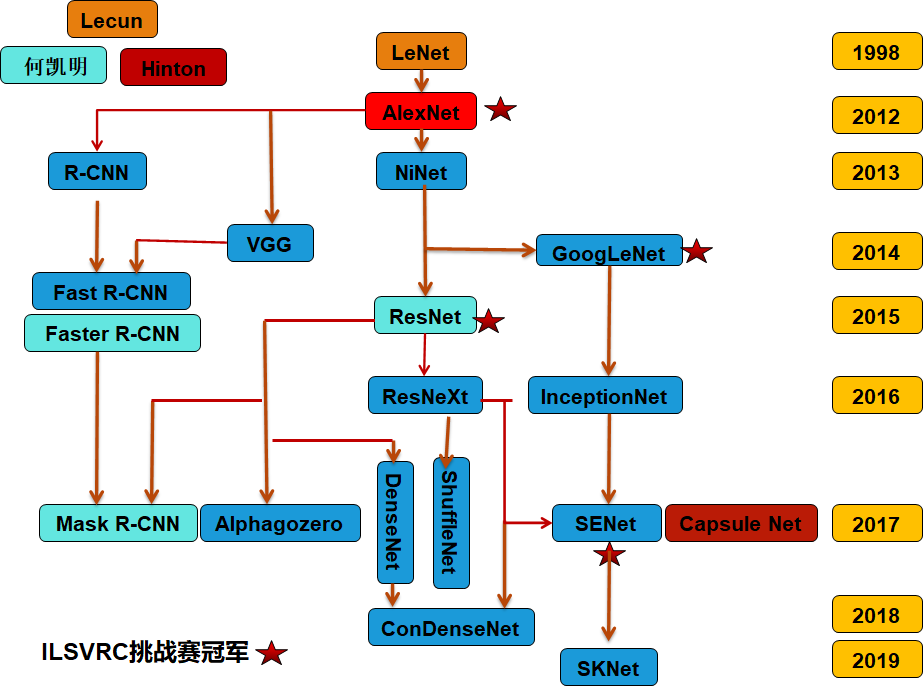 Lecun
何凯明
Hinton
LeNet
1998
AlexNet
2012
R-CNN
NiNet
2013
VGG
GoogLeNet
2014
Fast R-CNN
Faster R-CNN
ResNet
2015
ResNeXt
InceptionNet
2016
DenseNet
ShuffleNet
Mask R-CNN
Alphagozero
SENet
Capsule Net
2017
ConDenseNet
2018
ILSVRC挑战赛冠军
SKNet
2019